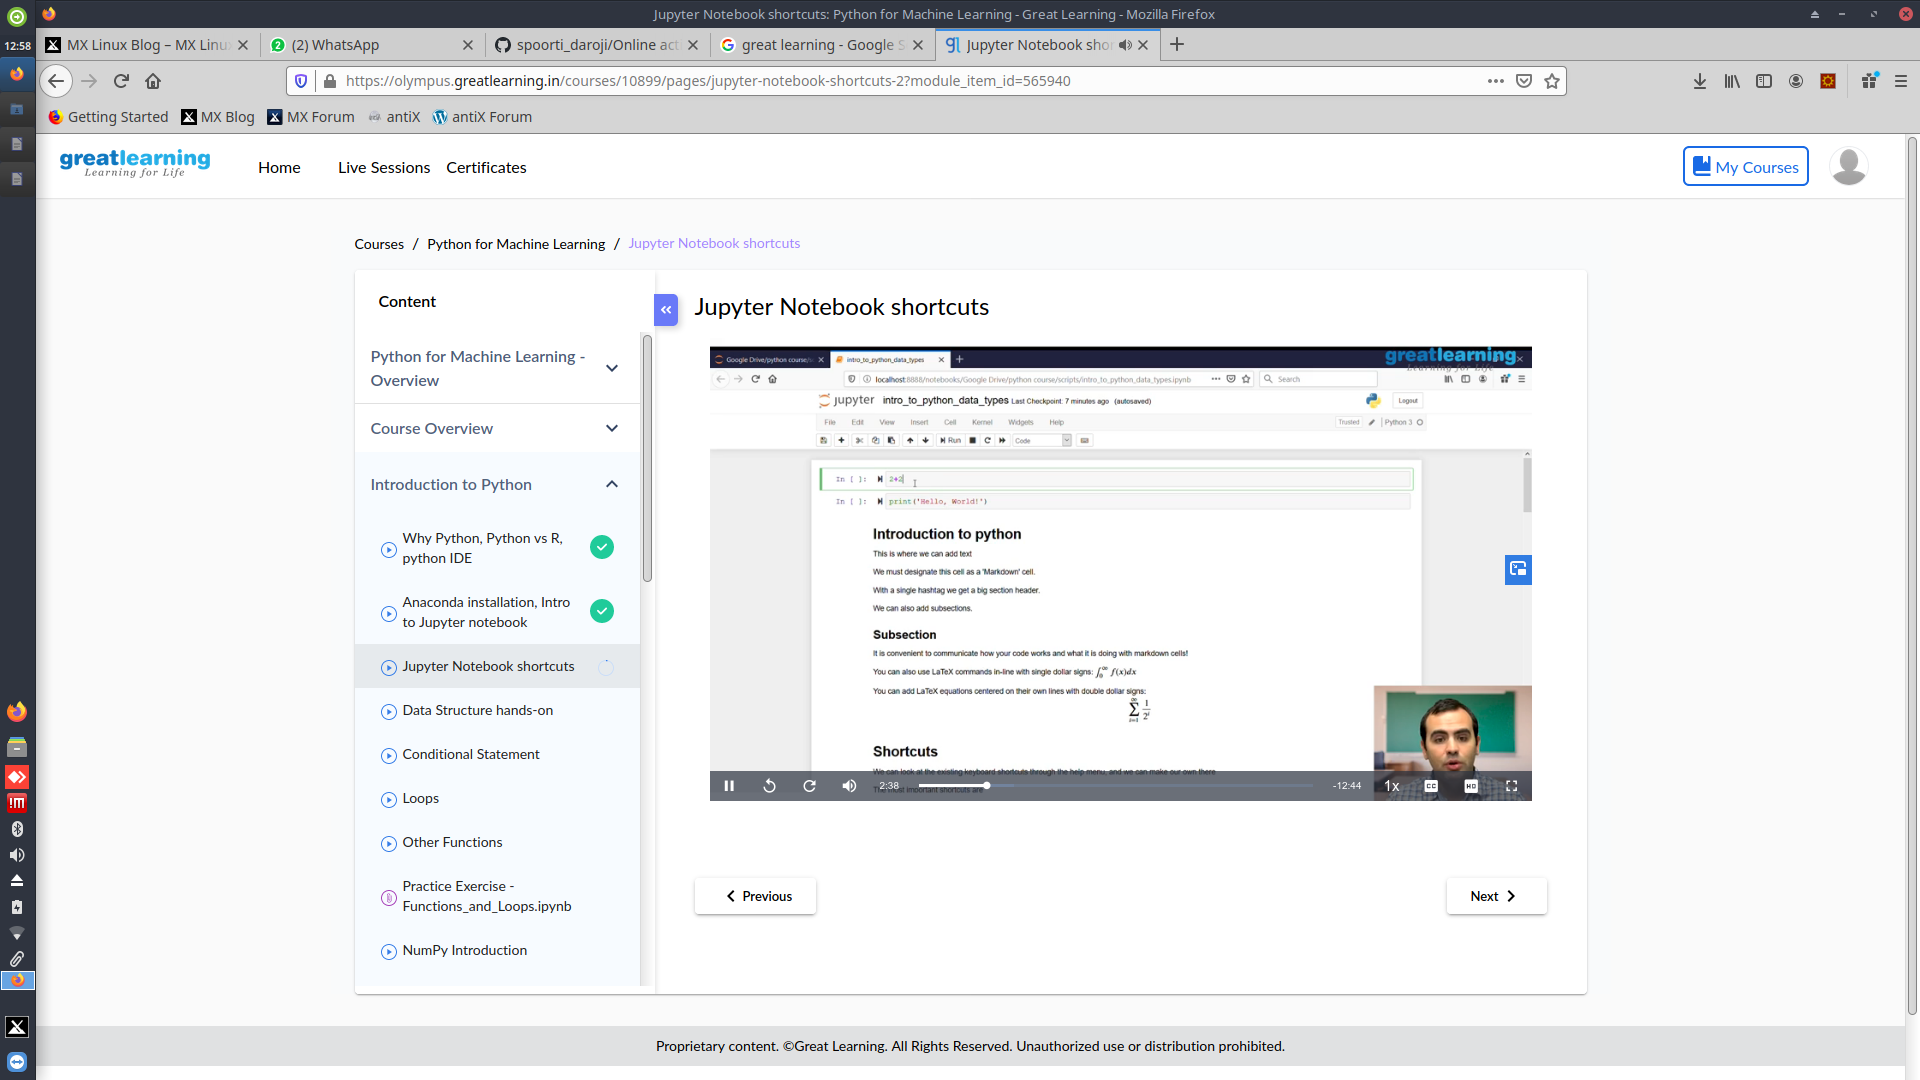 Jupyter Notebook shortcuts: Python for Machine Learning - Great Learning - Mozilla Firefox
12:58
MX Linux Blog – MX Linu
(2) WhatsApp
spoorti_daroji/Online act
great learning - Google S
Jupyter Notebook shor
https://olympus.greatlearning.in/courses/10899/pages/jupyter-notebook-shortcuts-2?module_item_id=565940
Getting Started
MX Blog
MX Forum
antiX
antiX Forum
greatlearning
Learning for Life
Home
Live Sessions
Certificates
My Courses
Courses / Python for Machine Learning / Jupyter Notebook shortcuts
Content
Python for Machine Learning -
Overview
Course Overview
Introduction to Python
Why Python, Python vs R,
python IDE
Anaconda installation, Intro
to Jupyter notebook
Jupyter Notebook shortcuts
Data Structure hands-on
Conditional Statement
Loops
Other Functions
Practice Exercise -
Functions_and_Loops.ipynb
NumPy Introduction
Jupyter Notebook shortcuts
Google Drive/python course/
intro_to_python_data_types
greatlearning
Learning for Life
localhost:8888/notebooks/Google Drive/python course/scripts/intro_to_python_data_types.ipynb
Search
jupyter intro_to_python_data_types Last Checkpoint: 7 minutes ago (autosaved)
Logout
File Edit View Insert Cell Kernel Widgets Help
Trusted
Python 3
Run
Code
In [ ]: 2+2
In [ ]: print('Hello, World!')
Introduction to python
This is where we can add text
We must designate this cell as a 'Markdown' cell.
With a single hashtag we get a big section header.
We can also add subsections.
Subsection
It is convenient to communicate how your code works and what it is doing with markdown cells!
You can also use LaTeX commands in-line with single dollar signs: ∫₀^∞ f(x)dx
You can add LaTeX equations centered on their own lines with double dollar signs:
∑_{i=1}^∞ 1/2^i
Shortcuts
We can look at the existing keyboard shortcuts through the help menu, and we can make our own there
The most important shortcuts are
2:38
-12:44
1x
CC
HD
Previous
Next
Proprietary content. ©Great Learning. All Rights Reserved. Unauthorized use or distribution prohibited.